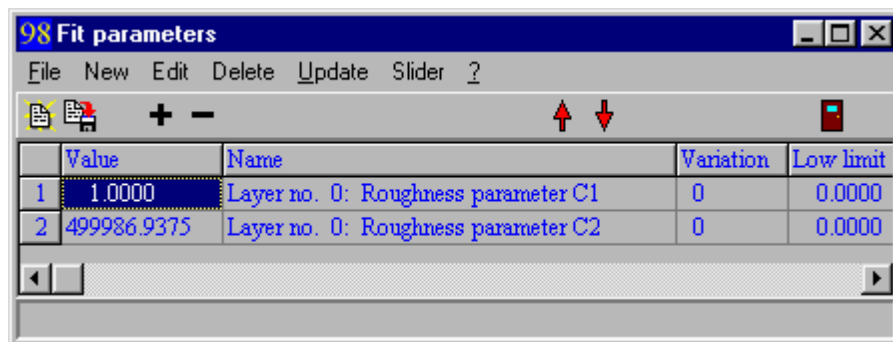 98 Fit parameters
File New Edit Delete Update Slider ?
Value Name Variation Low limit
1 1.0000 Layer no. 0: Roughness parameter C1 0 0.0000
2 499986.9375 Layer no. 0: Roughness parameter C2 0 0.0000